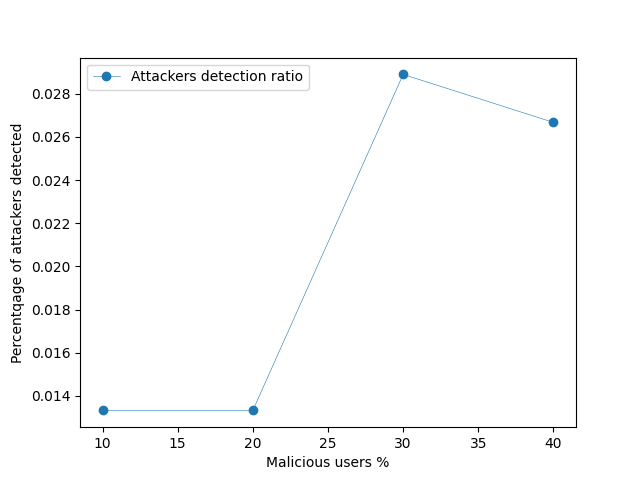 Attackers detection ratio
0.028
0.026
0.024
0.022
0.020
0.018
0.016
0.014
Percentqage of attackers detected
10 15 20 25 30 35 40
Malicious users %